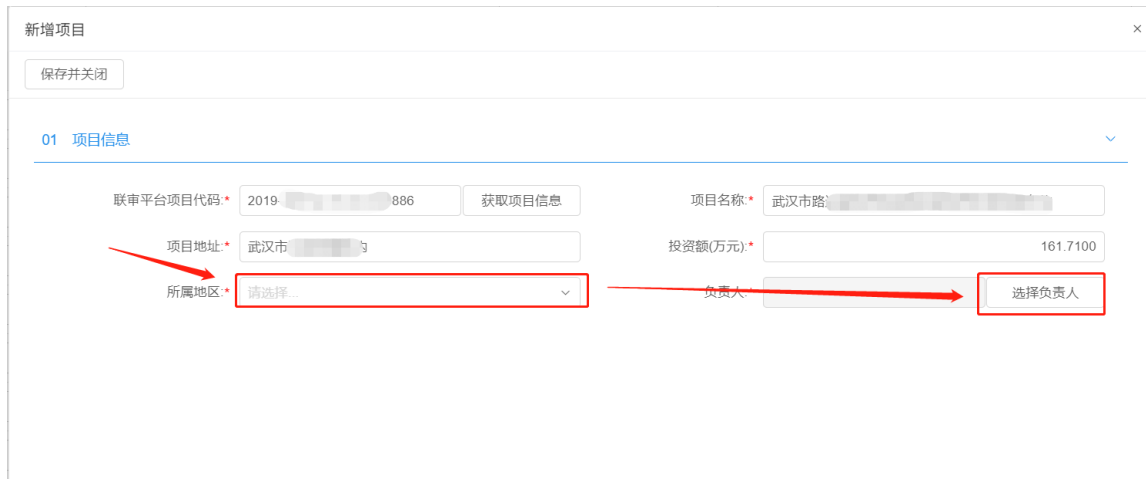 新增项目
×
保存并关闭
01 项目信息
联审平台项目代码:* 2019- 886 获取项目信息 项目名称:* 武汉市路
项目地址:* 武汉市 投资额(万元):* 161.7100
所属地区:* 请选择... 负责人: 选择负责人